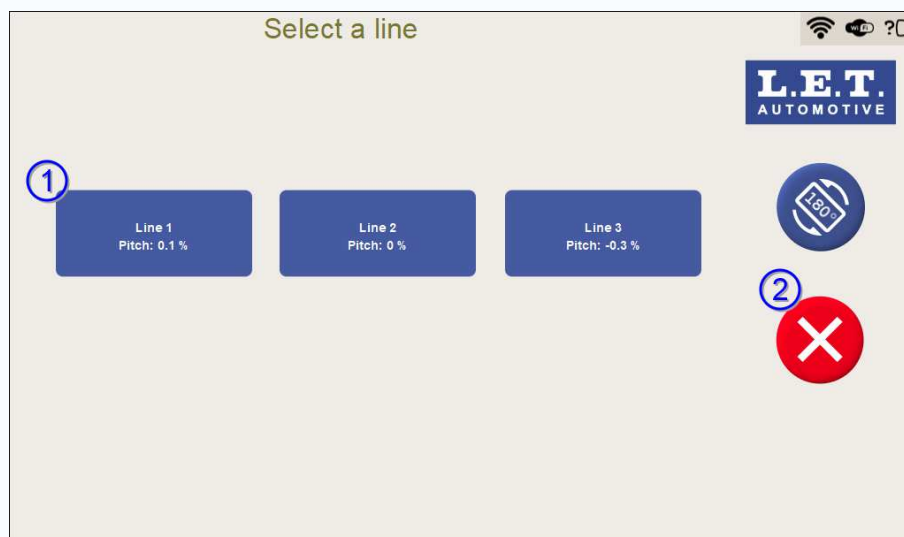 Select a line
?
L.E.T.
AUTOMOTIVE
1
Line 1
Pitch: 0.1 %
Line 2
Pitch: 0 %
Line 3
Pitch: -0.3 %
180°
2
WiFi